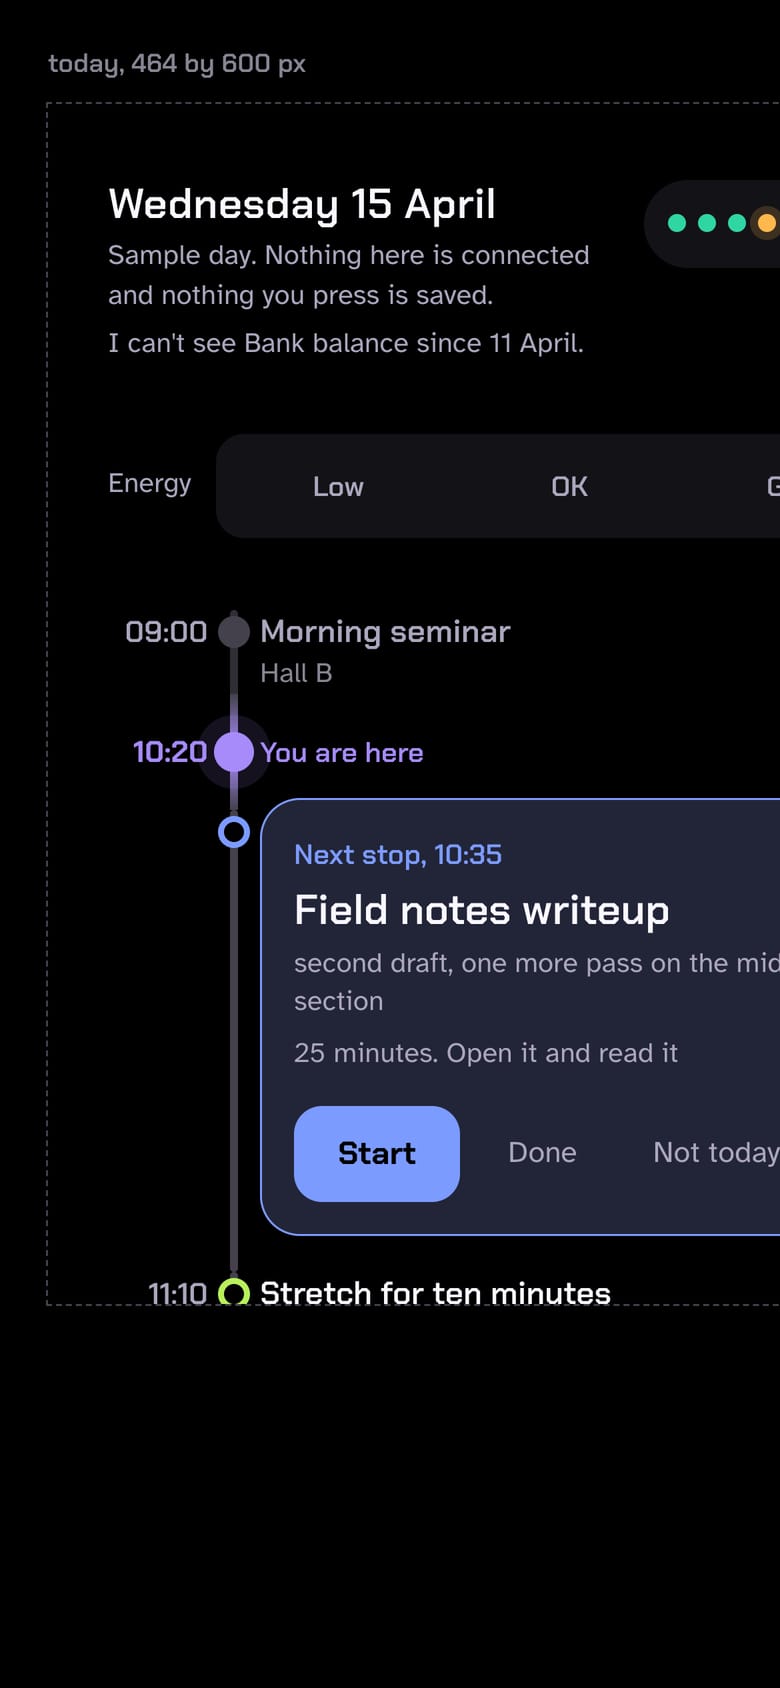 today, 464 by 600 px
Wednesday 15 April
Sample day. Nothing here is connected
and nothing you press is saved.
I can't see Bank balance since 11 April.
Energy
Low
OK
09:00
Morning seminar
Hall B
10:20
You are here
Next stop, 10:35
Field notes writeup
second draft, one more pass on the
section
25 minutes. Open it and read it
Start
Done
Not today
11:10
Stretch for ten minutes